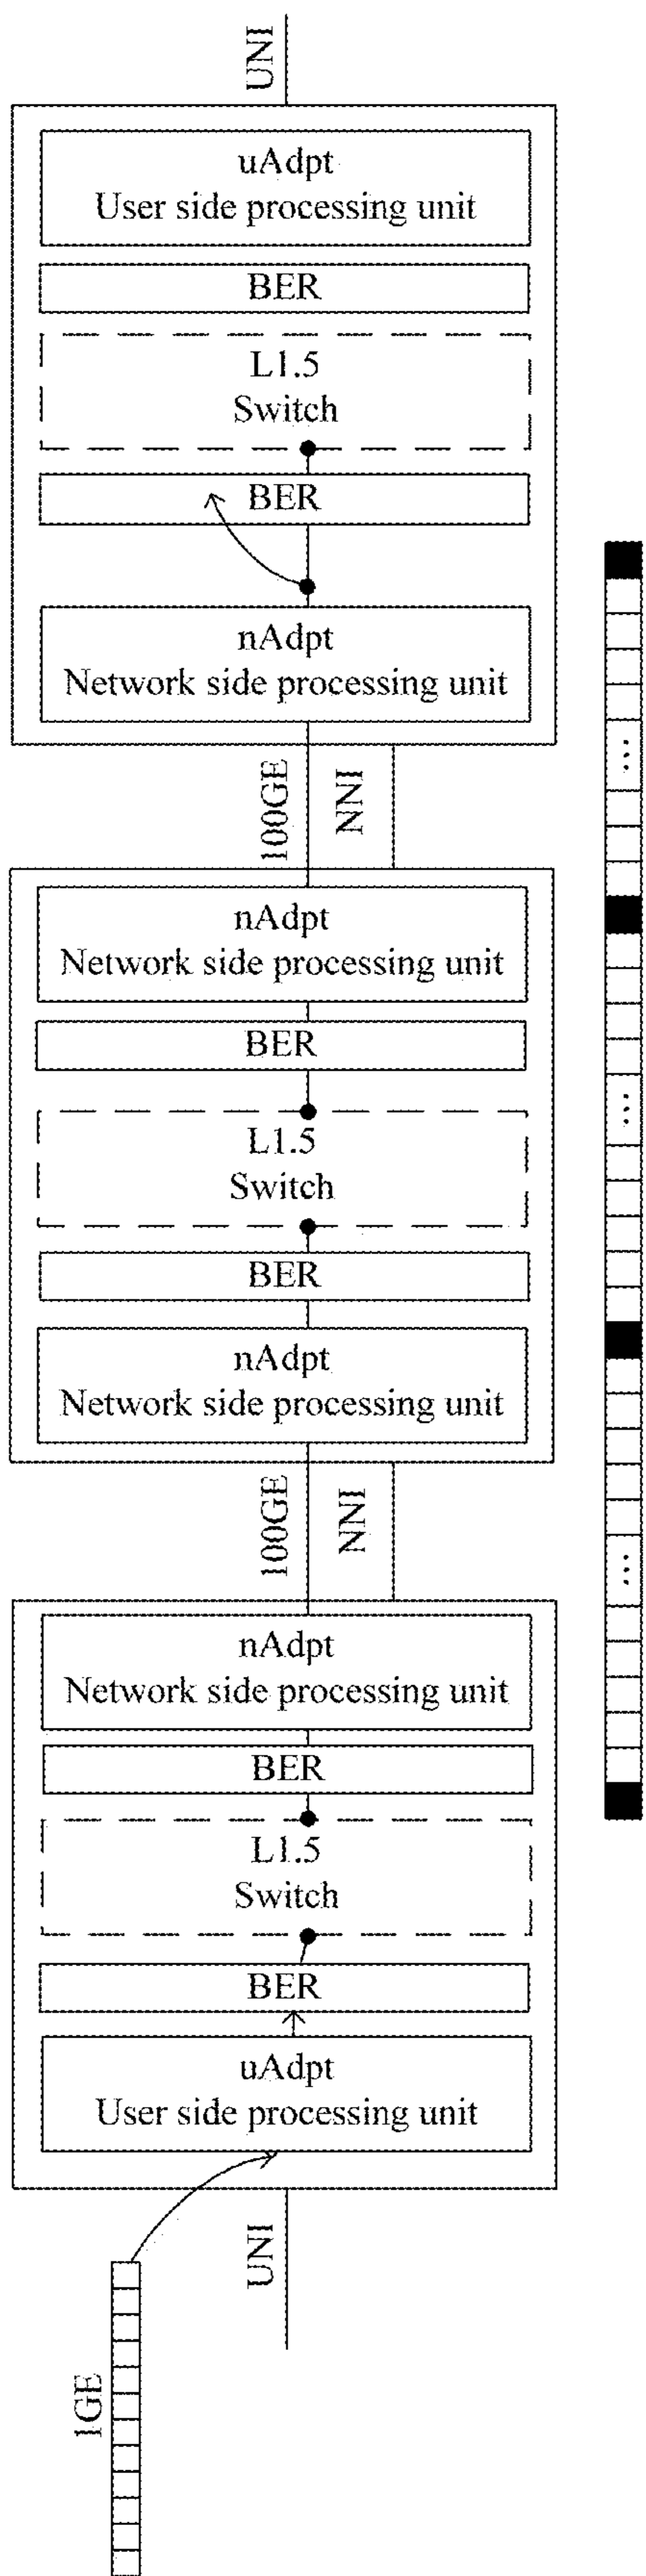 UNI
uAdpt
User side processing unit
BER
L1.5
Switch
BER
nAdpt
Network side processing unit
100GE
NNI
nAdpt
Network side processing unit
BER
L1.5
Switch
BER
nAdpt
Network side processing unit
100GE
NNI
nAdpt
Network side processing unit
BER
L1.5
Switch
BER
uAdpt
User side processing unit
UNI
1GE
...
...
...